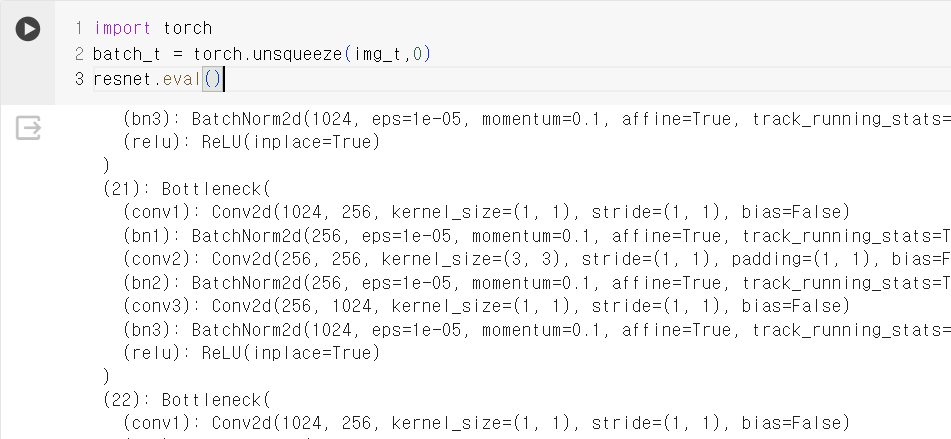 1 import torch
2 batch_t = torch.unsqueeze(img_t,0)
3 resnet.eval()
(bn3): BatchNorm2d(1024, eps=1e-05, momentum=0.1, affine=True, track_running_stats=
(relu): ReLU(inplace=True)
)
(21): Bottleneck(
(conv1): Conv2d(1024, 256, kernel_size=(1, 1), stride=(1, 1), bias=False)
(bn1): BatchNorm2d(256, eps=1e-05, momentum=0.1, affine=True, track_running_stats=T
(conv2): Conv2d(256, 256, kernel_size=(3, 3), stride=(1, 1), padding=(1, 1), bias=F
(bn2): BatchNorm2d(256, eps=1e-05, momentum=0.1, affine=True, track_running_stats=T
(conv3): Conv2d(256, 1024, kernel_size=(1, 1), stride=(1, 1), bias=False)
(bn3): BatchNorm2d(1024, eps=1e-05, momentum=0.1, affine=True, track_running_stats=
(relu): ReLU(inplace=True)
)
(22): Bottleneck(
(conv1): Conv2d(1024, 256, kernel_size=(1, 1), stride=(1, 1), bias=False)